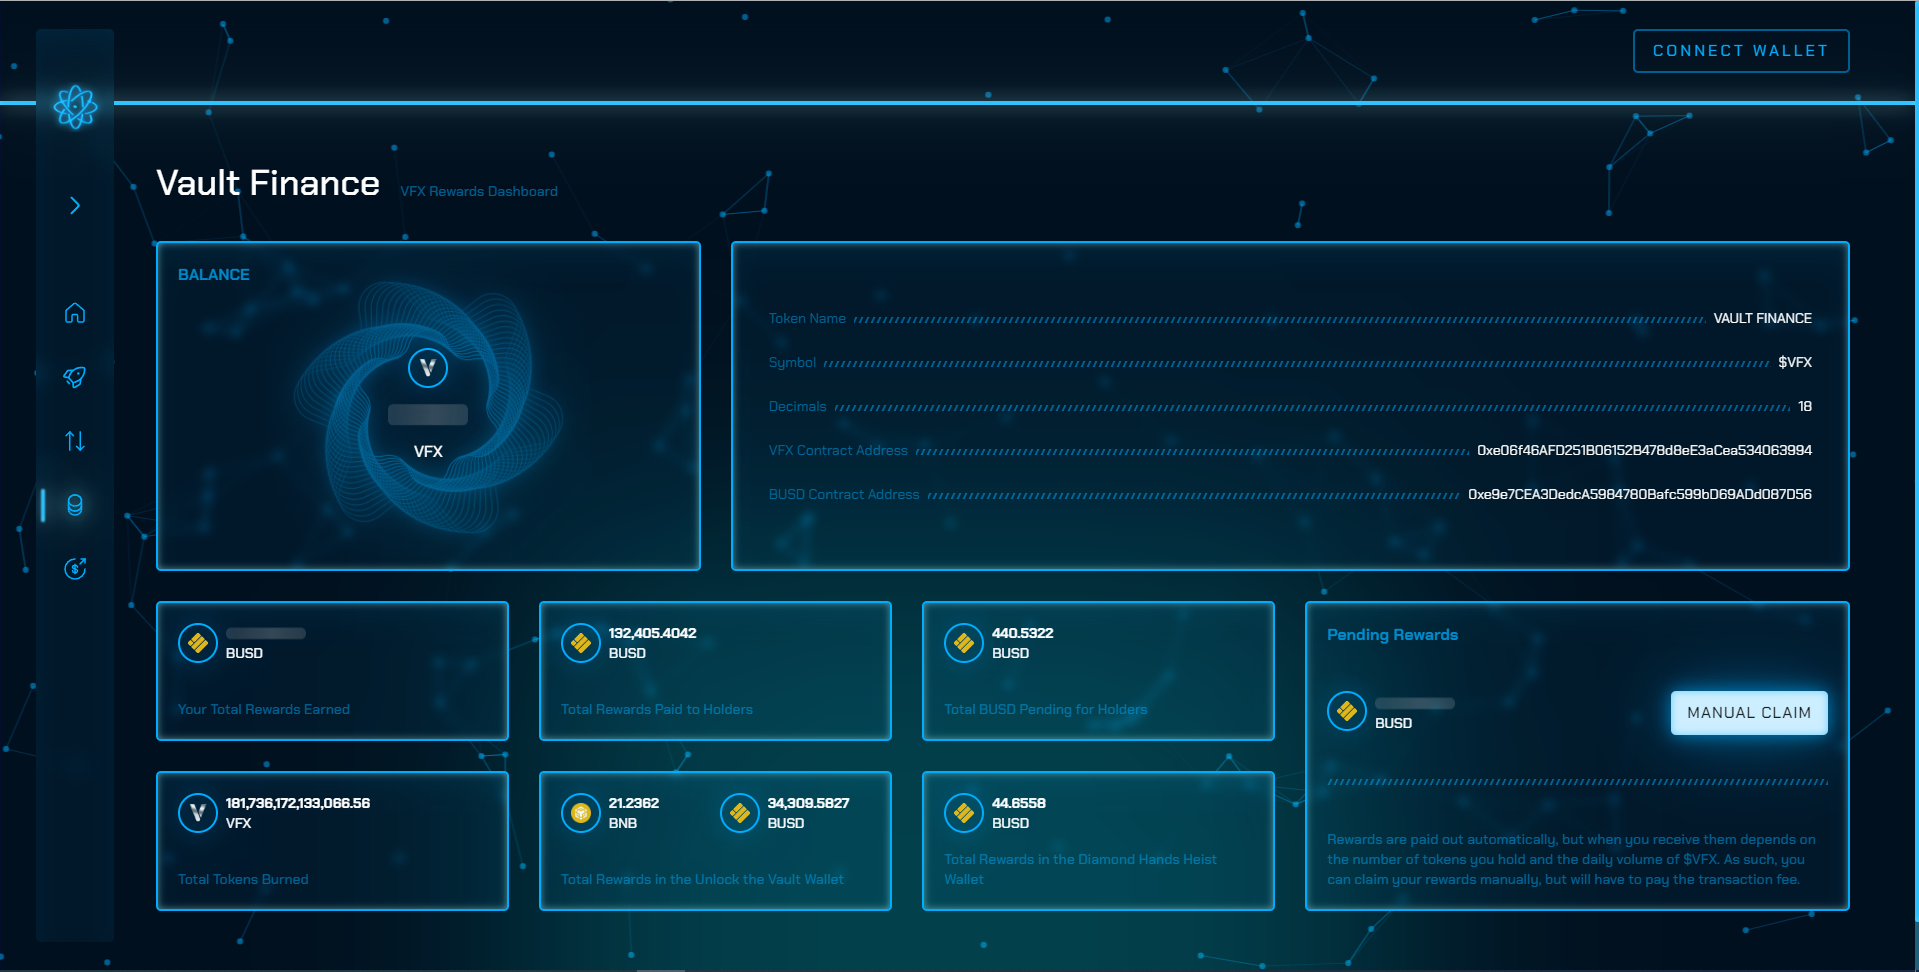 CONNECT WALLET
Vault Finance
VFX Rewards Dashboard
BALANCE
V
VFX
Token Name
VAULT FINANCE
Symbol
$VFX
Decimals
18
VFX Contract Address
0xe06f46AFD251B06152B478d8eE3aCea534063994
BUSD Contract Address
0xe9e7CEA3DedcA5984780Bafc599bD69ADd087D56
BUSD
Your Total Rewards Earned
132,405.4042
BUSD
Total Rewards Paid to Holders
440.5322
BUSD
Total BUSD Pending for Holders
Pending Rewards
BUSD
MANUAL CLAIM
Rewards are paid out automatically, but when you receive them depends on
the number of tokens you hold and the daily volume of $VFX. As such, you
can claim your rewards manually, but will have to pay the transaction fee.
V
181,736,172,133,066.56
VFX
Total Tokens Burned
21.2362
BNB
34,309.5827
BUSD
Total Rewards in the Unlock the Vault Wallet
44.6558
BUSD
Total Rewards in the Diamond Hands Heist
Wallet